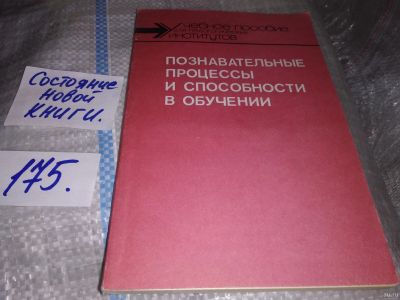 Учебное пособие
институтов
ПОЗНАВАТЕЛЬНЫЕ
ПРОЦЕССЫ
И СПОСОБНОСТИ
В ОБУЧЕНИИ
Состояние
новой
книги.
175.